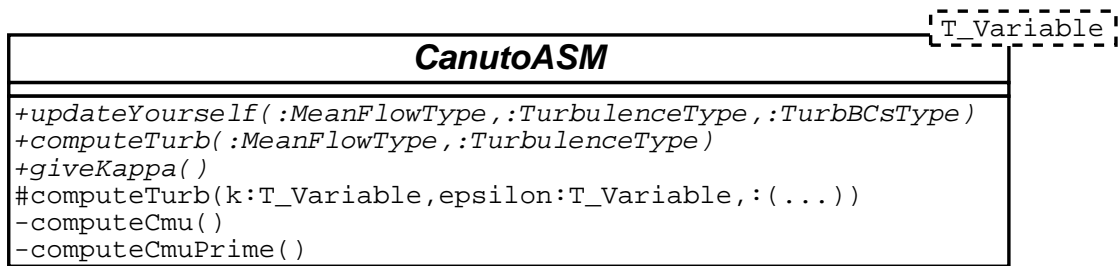 T_Variable
CanutoASM
+updateYourself(:MeanFlowType,:TurbulenceType,:TurbBCsType)
+computeTurb(:MeanFlowType,:TurbulenceType)
+giveKappa()
#computeTurb(k:T_Variable,epsilon:T_Variable,:(...))
-computeCmu()
-computeCmuPrime()